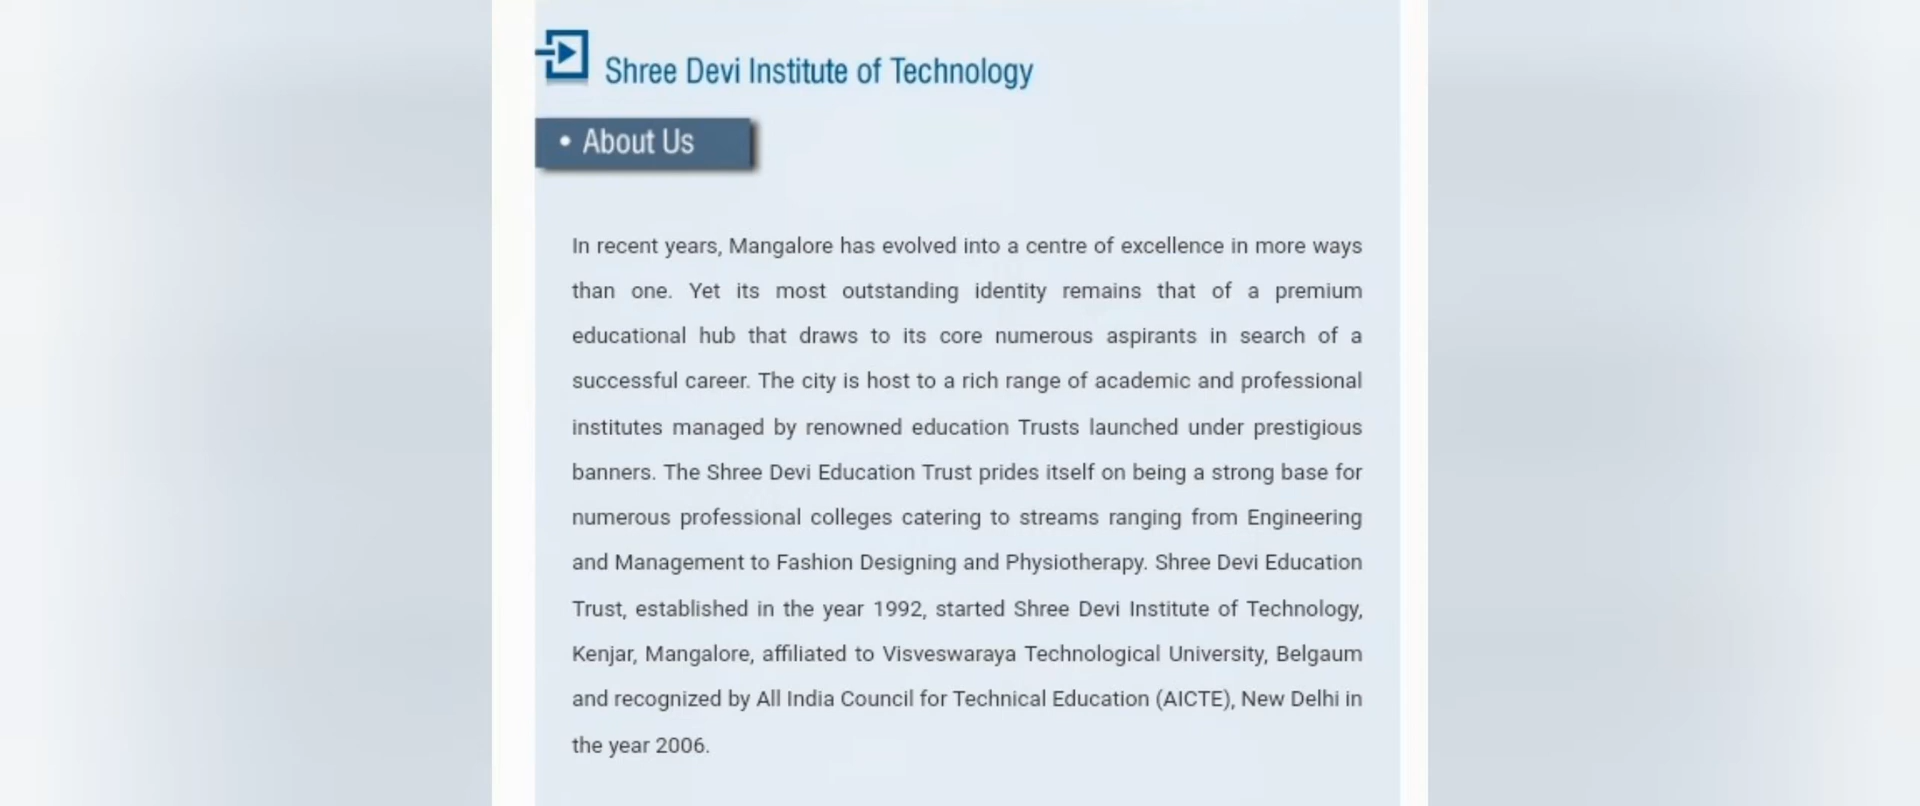 Shree Devi Institute of Technology
• About Us
In recent years, Mangalore has evolved into a centre of excellence in more ways
than one. Yet its most outstanding identity remains that of a premium
educational hub that draws to its core numerous aspirants in search of a
successful career. The city is host to a rich range of academic and professional
institutes managed by renowned education Trusts launched under prestigious
banners. The Shree Devi Education Trust prides itself on being a strong base for
numerous professional colleges catering to streams ranging from Engineering
and Management to Fashion Designing and Physiotherapy. Shree Devi Education
Trust, established in the year 1992, started Shree Devi Institute of Technology,
Kenjar, Mangalore, affiliated to Visveswaraya Technological University, Belgaum
and recognized by All India Council for Technical Education (AICTE), New Delhi in
the year 2006.